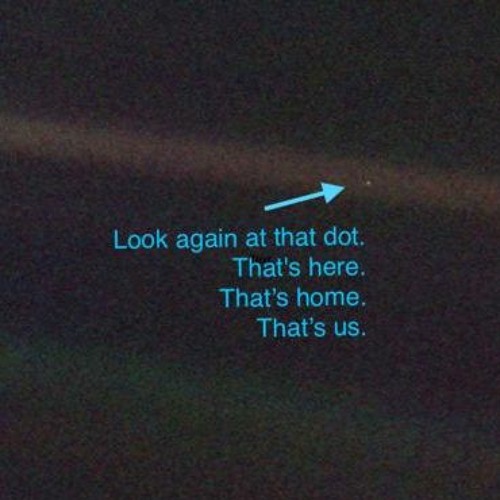 Look again at that dot.
That's here.
That’s home.
That’s us.